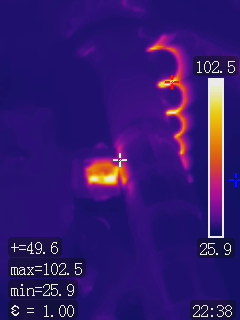 102.5
25.9
+=49.6
max=102.5
min=25.9
ε = 1.00
22:38